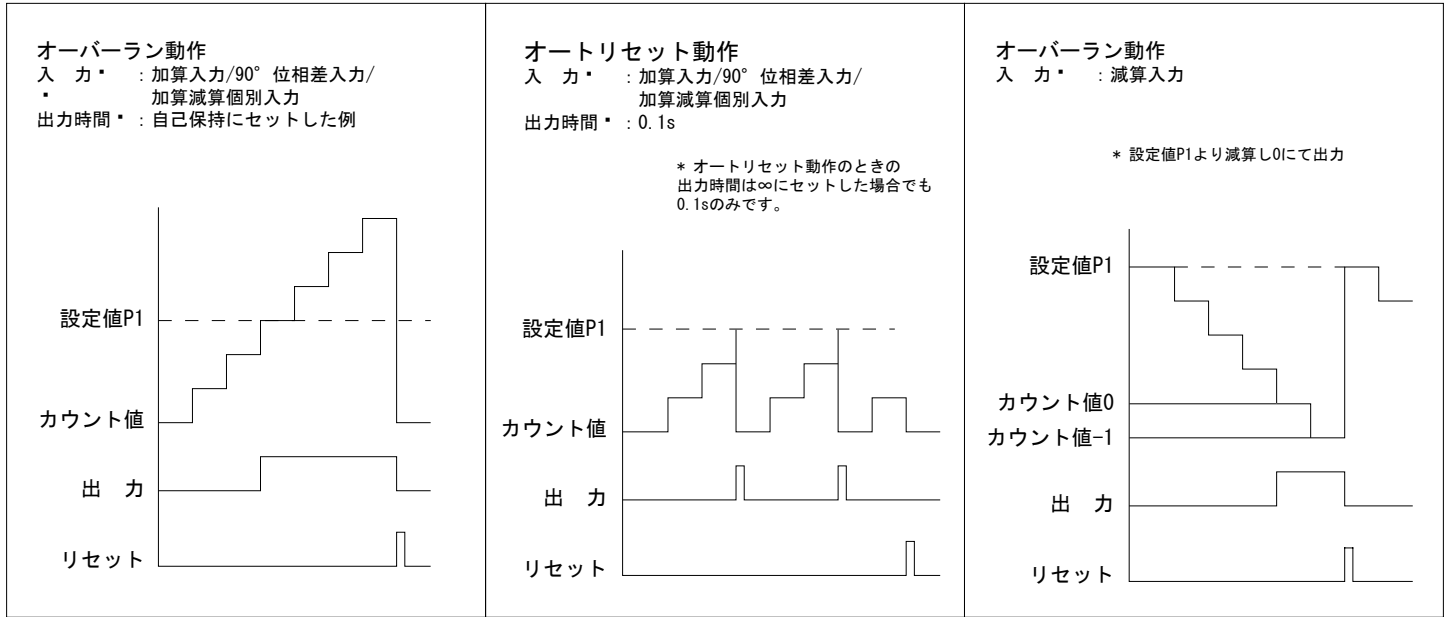 オーバーラン動作
入　力▪　：加算入力/90°位相差入力/
▪　加算減算個別入力
出力時間▪：自己保持にセットした例
設定値P1
カウント値
出　力
リセット
オートリセット動作
入　力▪　：加算入力/90°位相差入力/
加算減算個別入力
出力時間▪：0.1s
* オートリセット動作のときの
出力時間は∞にセットした場合でも
0.1sのみです。
設定値P1
カウント値
出　力
リセット
オーバーラン動作
入　力▪　：減算入力
* 設定値P1より減算し0にて出力
設定値P1
カウント値0
カウント値-1
出　力
リセット